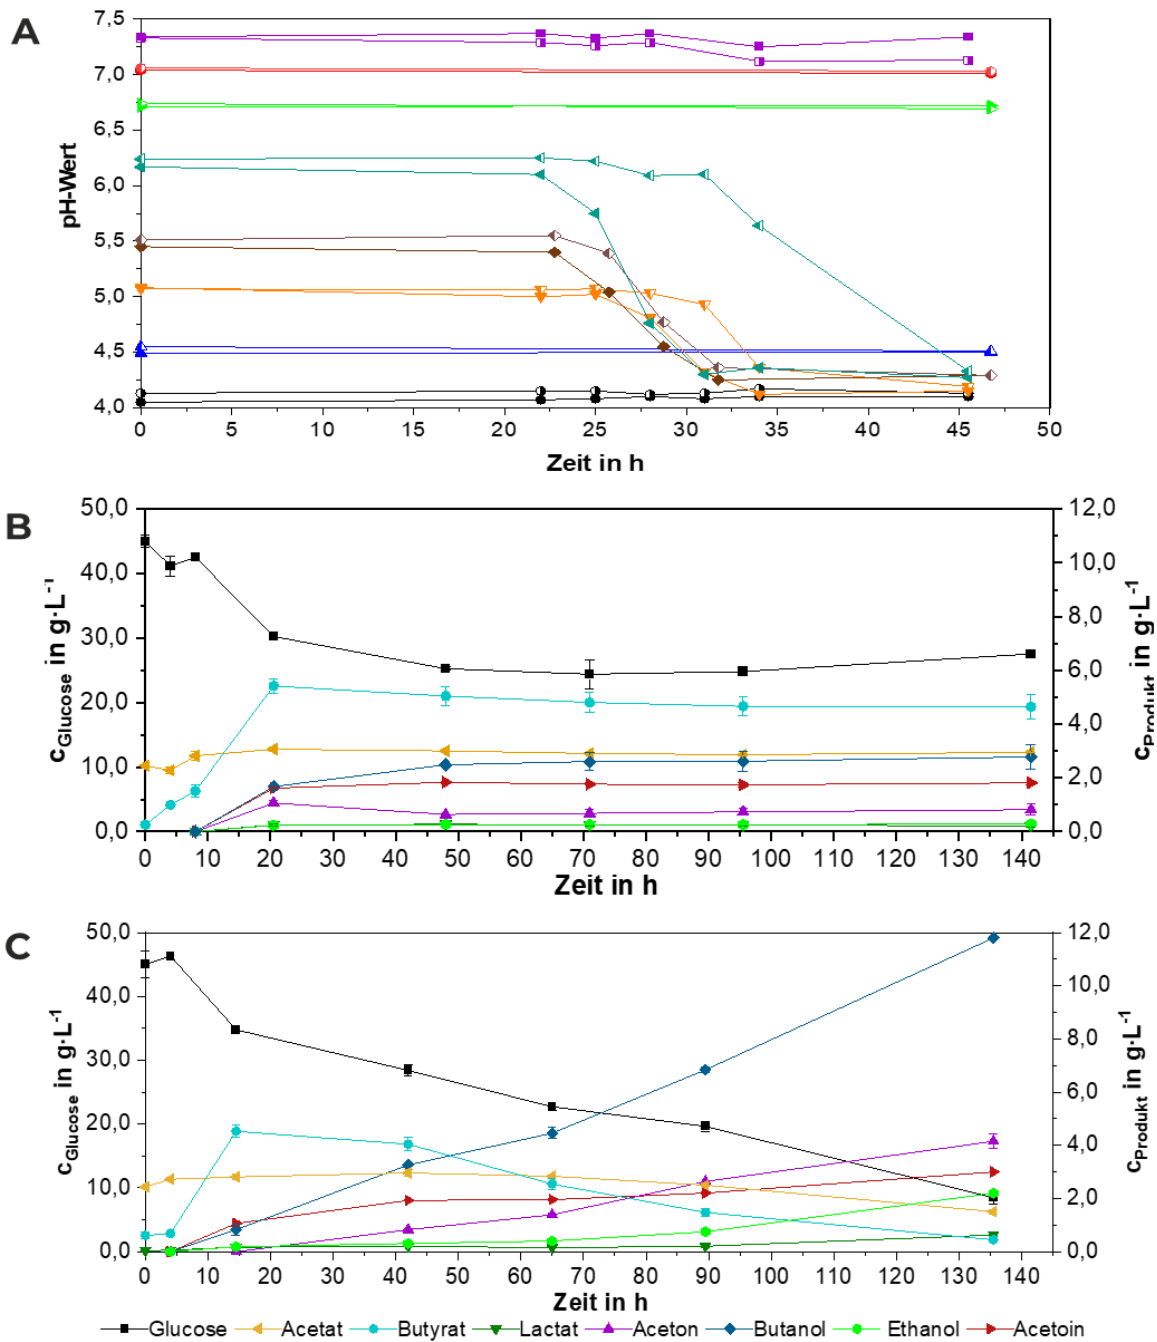 A
7,5
7,0
6,5
6,0
5,5
5,0
4,5
4,0
pH-Wert
0 5 10 15 20 25 30 35 40 45 50
Zeit in h
B
50,0
40,0
30,0
20,0
10,0
0,0
c_Glucose in g·L⁻¹
12,0
10,0
8,0
6,0
4,0
2,0
0,0
c_Produkt in g·L⁻¹
0 10 20 30 40 50 60 70 80 90 100 110 120 130 140
Zeit in h
C
50,0
40,0
30,0
20,0
10,0
0,0
c_Glucose in g·L⁻¹
12,0
10,0
8,0
6,0
4,0
2,0
0,0
c_Produkt in g·L⁻¹
0 10 20 30 40 50 60 70 80 90 100 110 120 130 140
Zeit in h
Glucose Acetat Butyrat Lactat Aceton Butanol Ethanol Acetoin